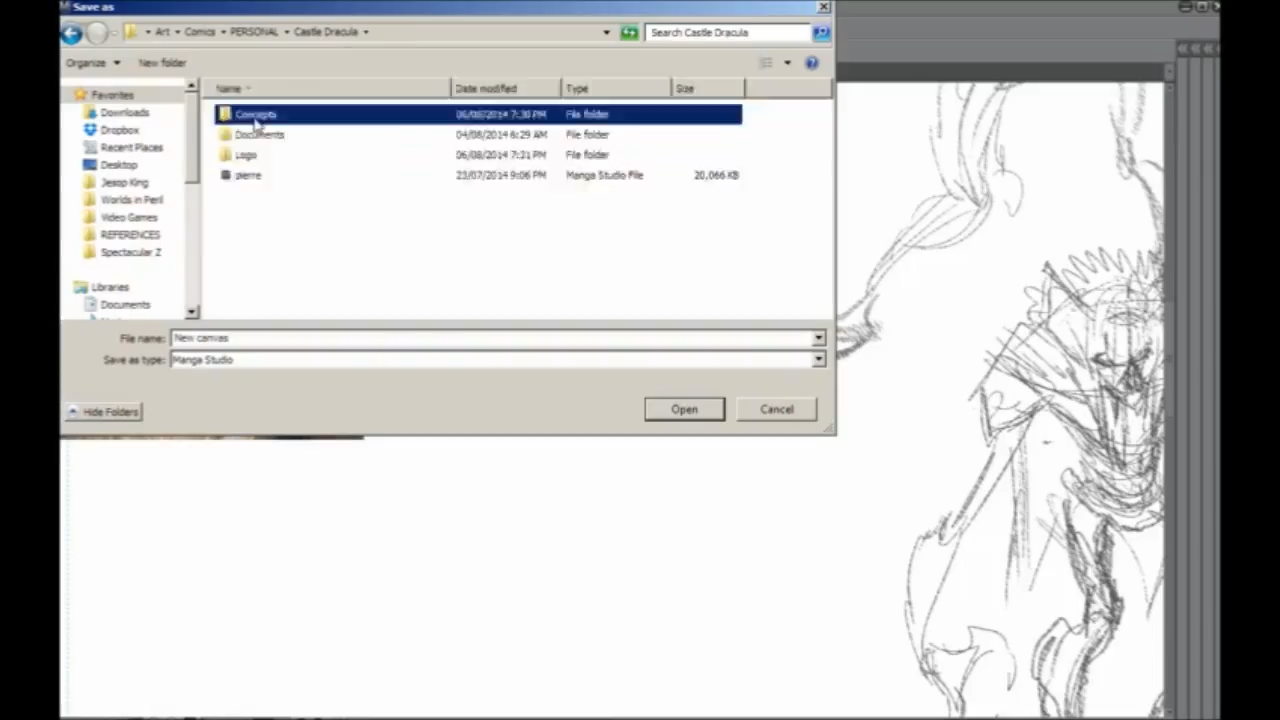 Save as
Art Comics PERSONAL Castle Dracula
Search Castle Dracula
Organize New folder
Name Date modified Type Size
Favorites
Downloads
Dropbox
Recent Places
Desktop
Jesop King
Worlds in Peril
Video Games
REFERENCES
Spectacular Z
Libraries
Documents
Concepts 06/08/2014 7:30 PM File folder
Documents 04/08/2014 6:29 AM File folder
Logo 06/08/2014 7:31 PM File folder
pierre 23/07/2014 9:06 PM Manga Studio File 20,066 KB
File name: New canvas
Save as type: Manga Studio
Hide Folders
Open Cancel